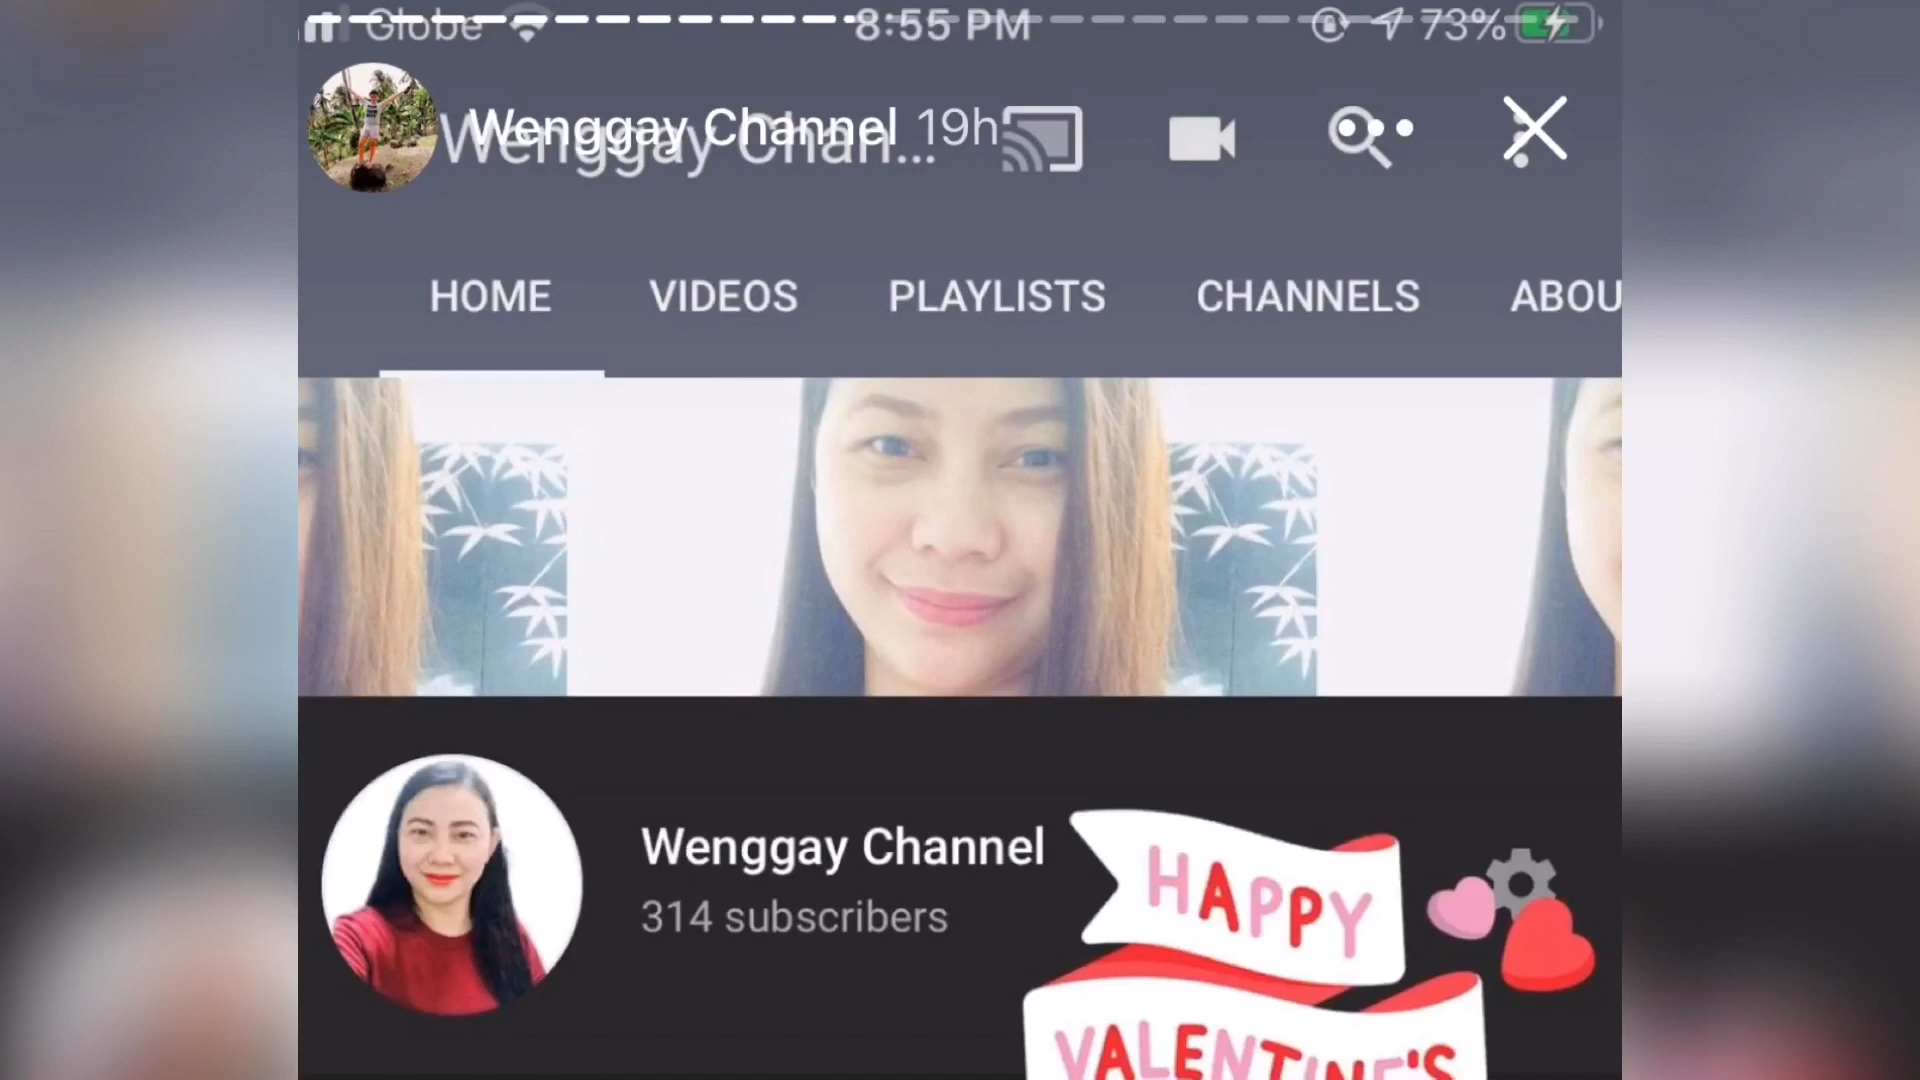 Globe 8:55 PM 73%
Wenggay Channel 19h
Wenggay Chan...
HOME VIDEOS PLAYLISTS CHANNELS ABOU
Wenggay Channel
314 subscribers
HAPPY
VALENTINE'S